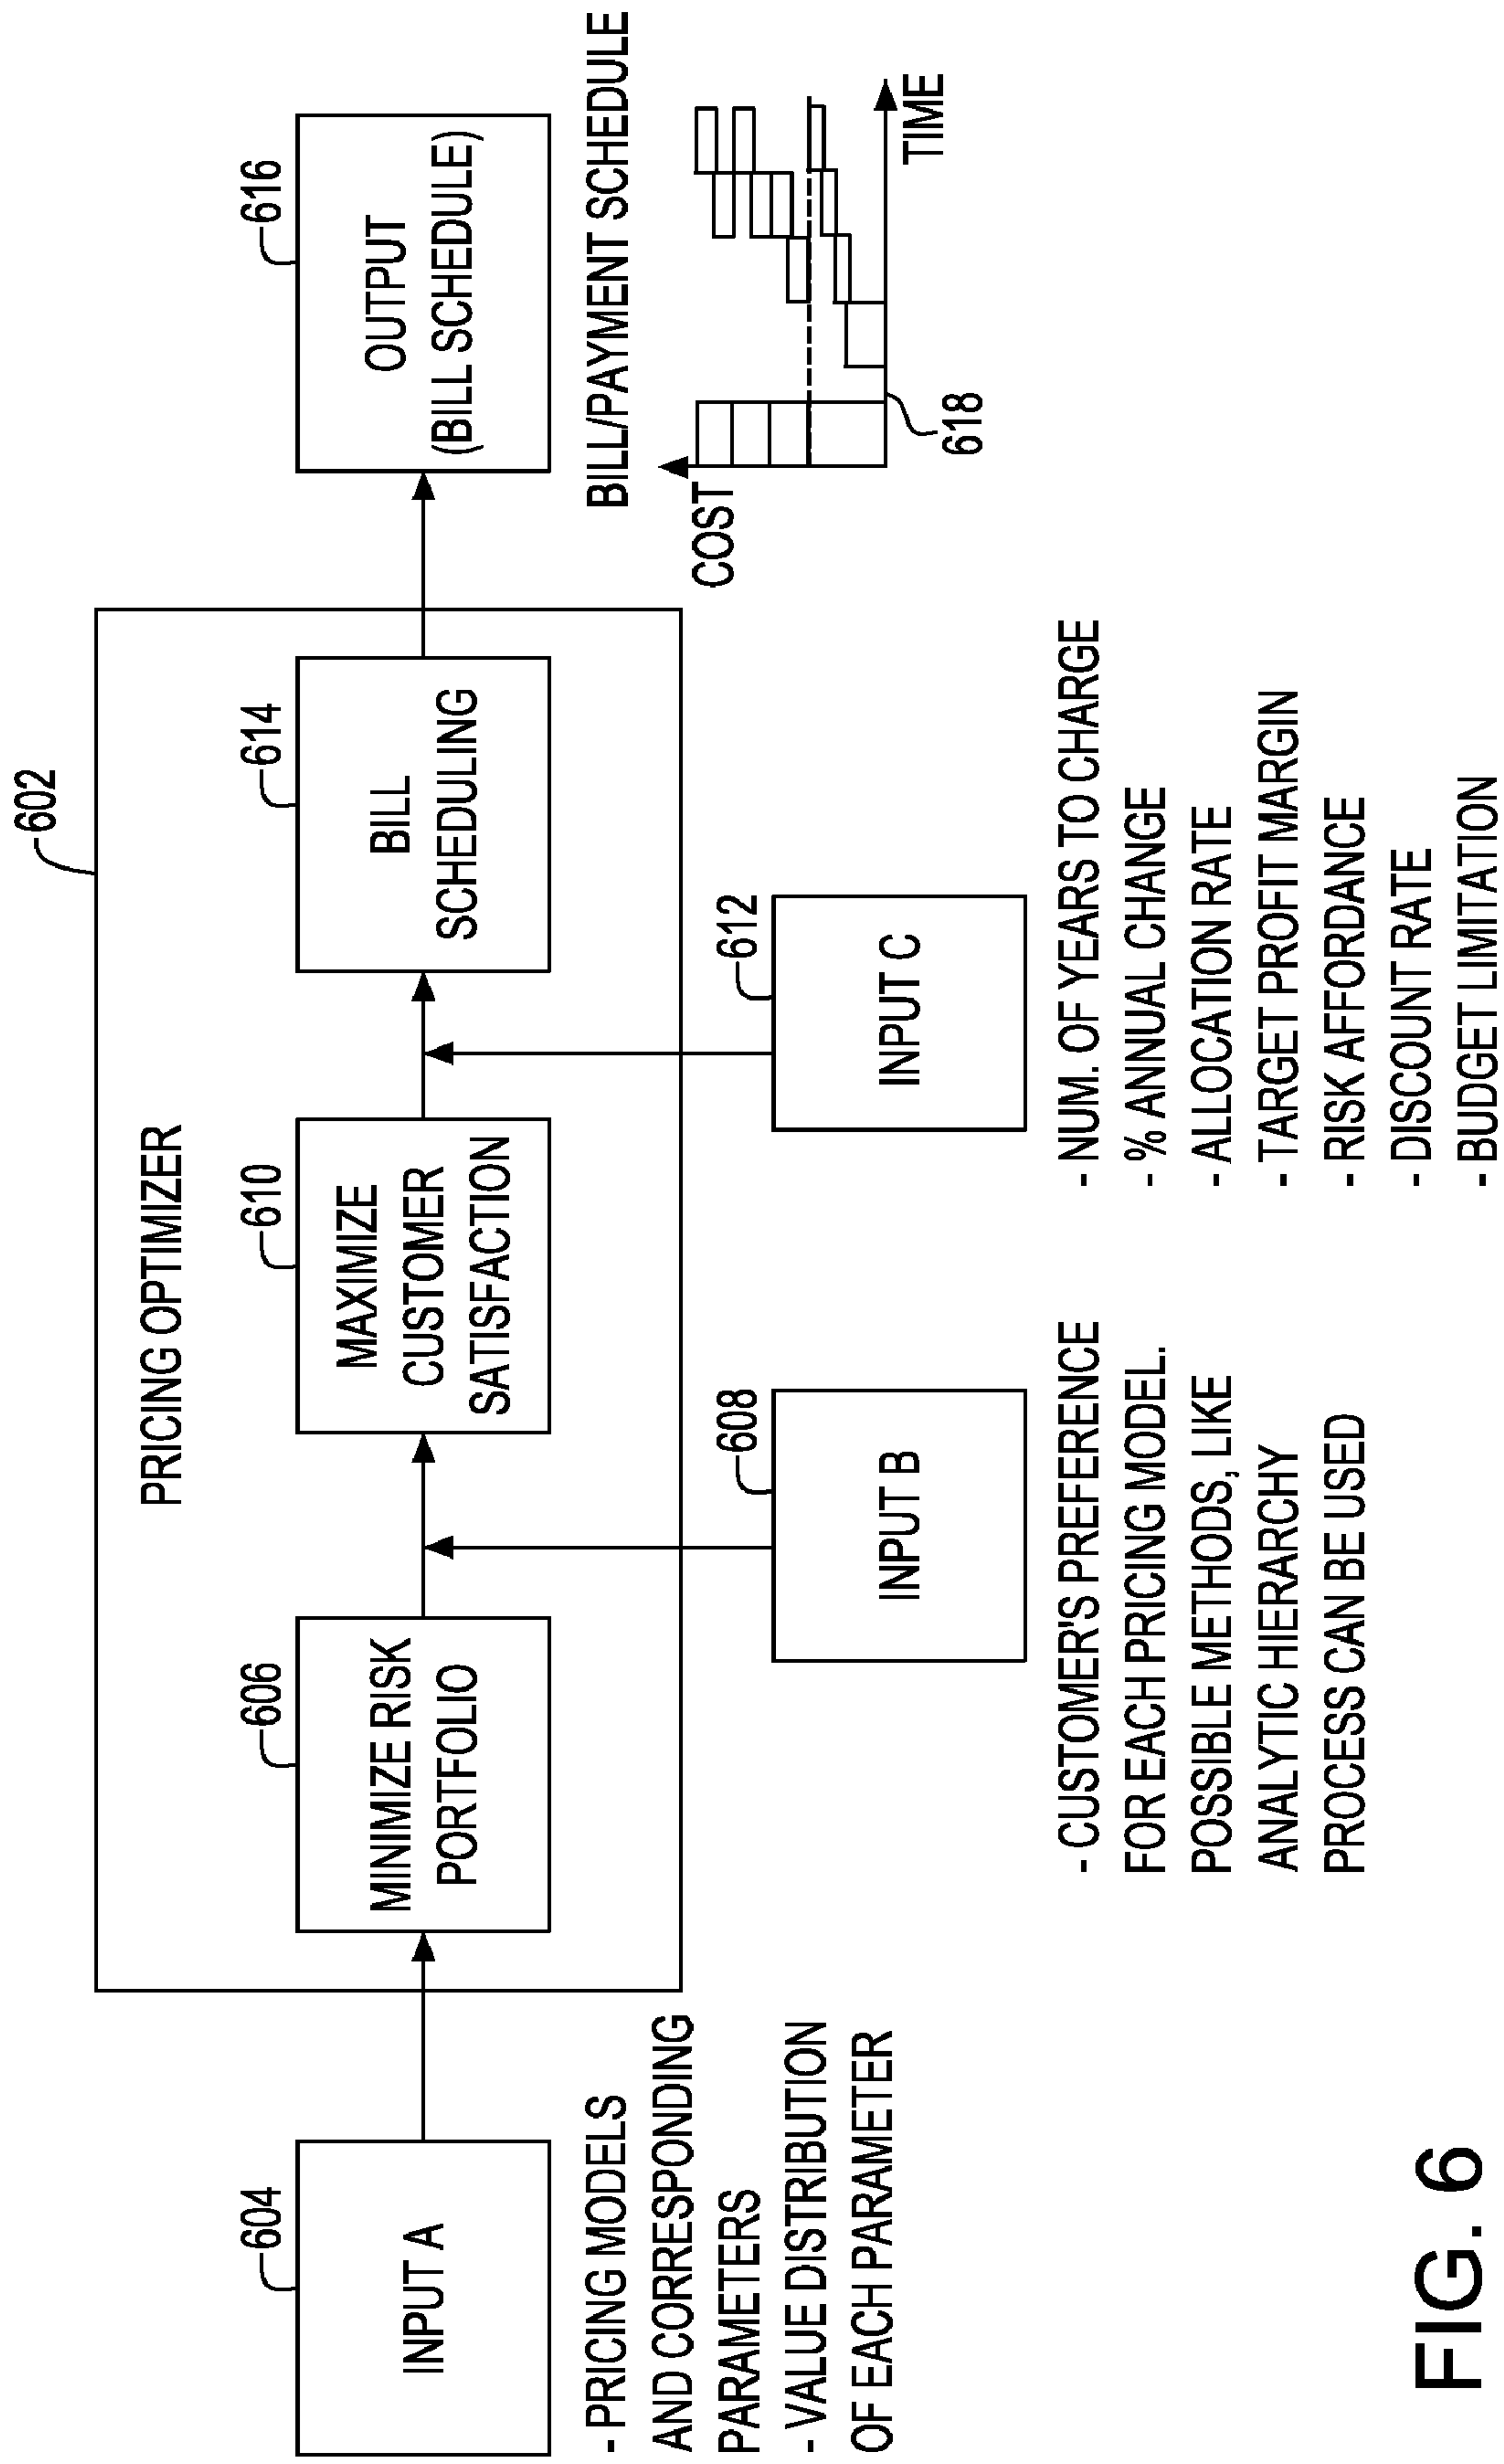 602
PRICING OPTIMIZER
604
INPUT A
606
MINIMIZE RISK
PORTFOLIO
610
MAXIMIZE
CUSTOMER
SATISFACTION
614
BILL
SCHEDULING
616
OUTPUT
(BILL SCHEDULE)
- PRICING MODELS
AND CORRESPONDING
PARAMETERS
- VALUE DISTRIBUTION
OF EACH PARAMETER
608
INPUT B
612
INPUT C
BILL/PAYMENT SCHEDULE
COST
TIME
618
- CUSTOMER'S PREFERENCE
FOR EACH PRICING MODEL.
POSSIBLE METHODS, LIKE
ANALYTIC HIERARCHY
PROCESS CAN BE USED
- NUM. OF YEARS TO CHARGE
- % ANNUAL CHANGE
- ALLOCATION RATE
- TARGET PROFIT MARGIN
- RISK AFFORDANCE
- DISCOUNT RATE
- BUDGET LIMITATION
FIG. 6